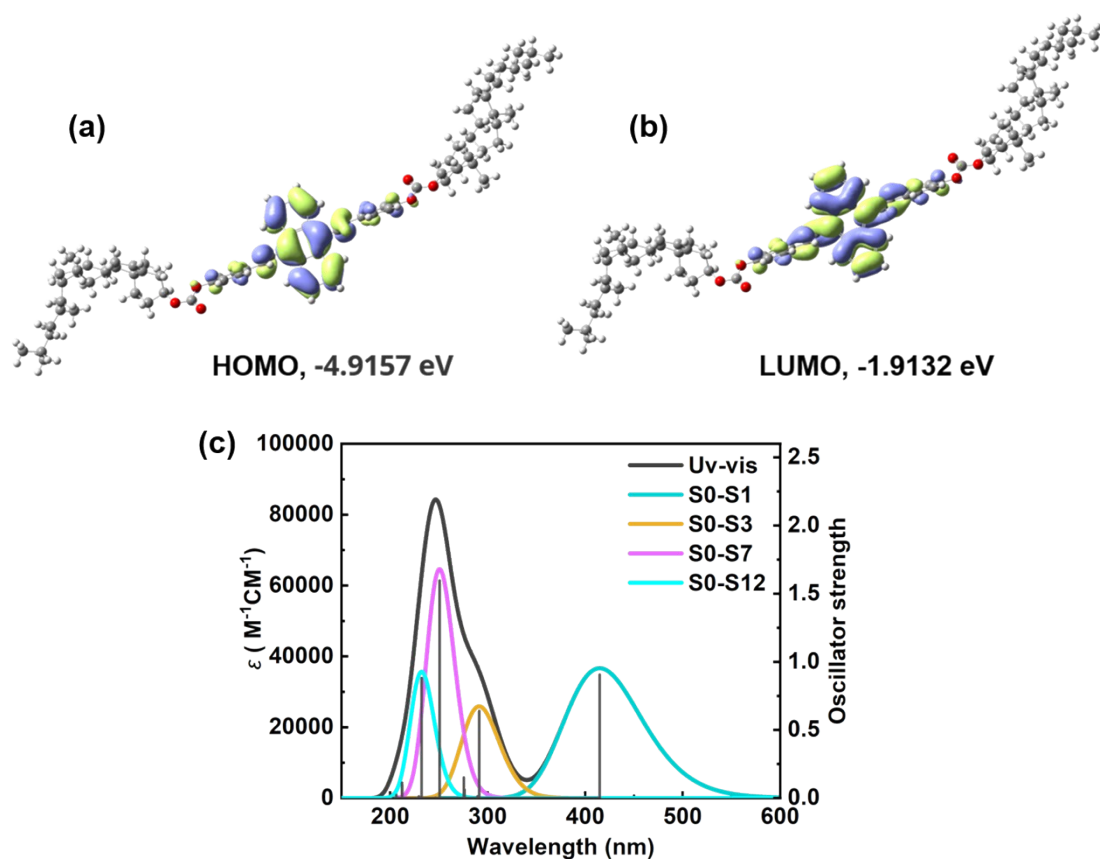 (a)
(b)
HOMO, -4.9157 eV
LUMO, -1.9132 eV
(c)
100000
80000
60000
40000
20000
0
ε ( M⁻¹CM⁻¹)
2.5
2.0
1.5
1.0
0.5
0.0
Oscillator strength
Uv-vis
S0-S1
S0-S3
S0-S7
S0-S12
200 300 400 500 600
Wavelength (nm)